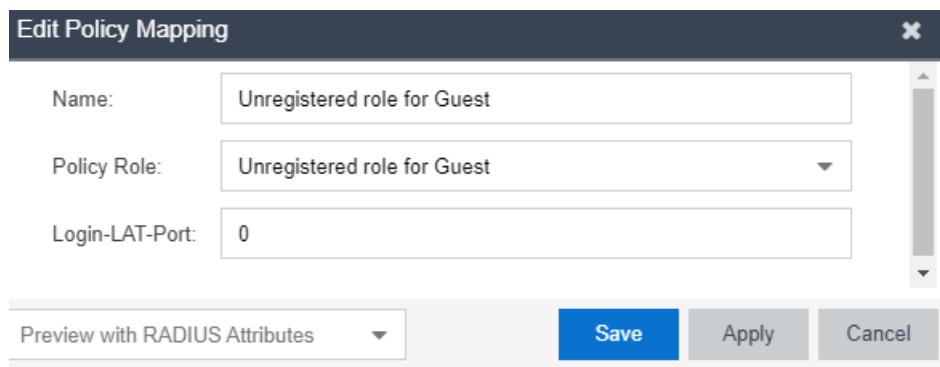 Edit Policy Mapping
Name: Unregistered role for Guest
Policy Role: Unregistered role for Guest
Login-LAT-Port: 0
Preview with RADIUS Attributes Save Apply Cancel